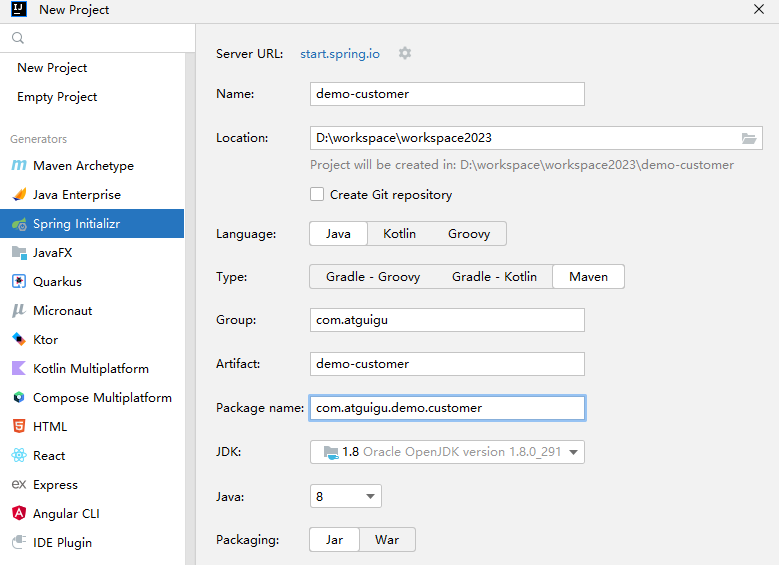 New Project
New Project
Empty Project
Generators
Maven Archetype
Java Enterprise
Spring Initializr
JavaFX
Quarkus
Micronaut
Ktor
Kotlin Multiplatform
Compose Multiplatform
HTML
React
Express
Angular CLI
IDE Plugin
Server URL: start.spring.io
Name: demo-customer
Location: D:\workspace\workspace2023
Project will be created in: D:\workspace\workspace2023\demo-customer
Create Git repository
Language: Java Kotlin Groovy
Type: Gradle - Groovy Gradle - Kotlin Maven
Group: com.atguigu
Artifact: demo-customer
Package name: com.atguigu.demo.customer
JDK: 1.8 Oracle OpenJDK version 1.8.0_291
Java: 8
Packaging: Jar War